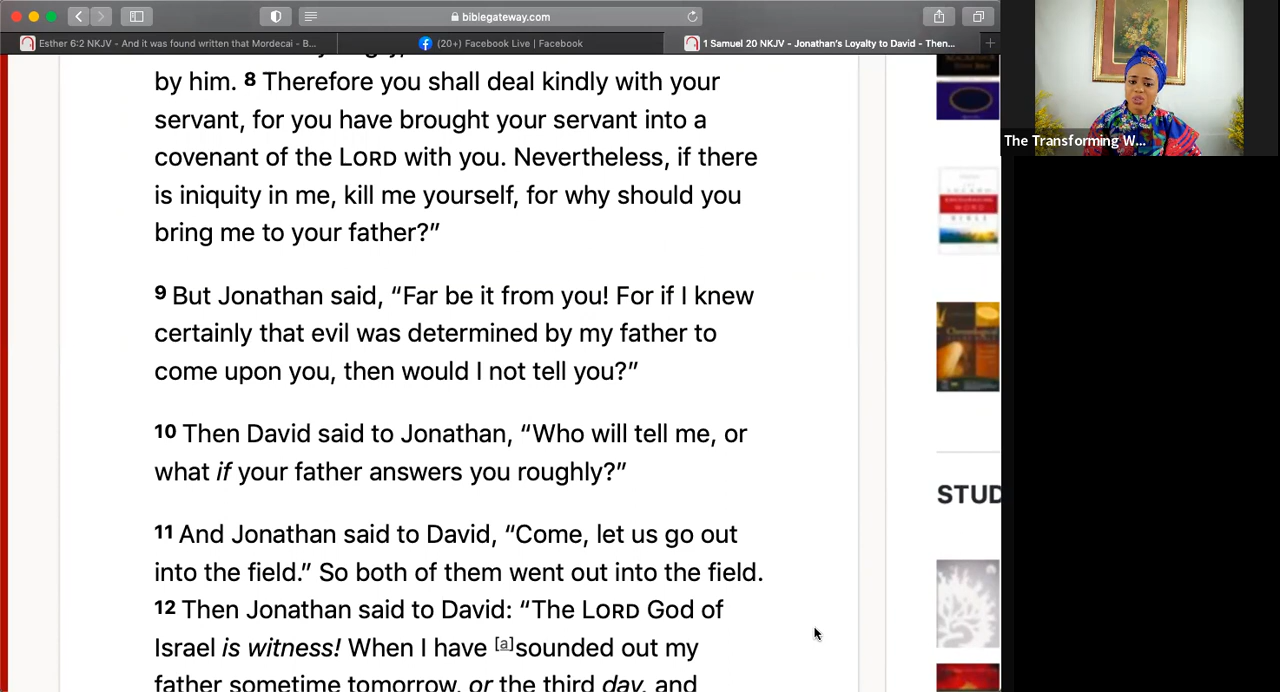 biblegateway.com
Esther 6:2 NKJV - And it was found written that Mordecai - B...
(20+) Facebook Live | Facebook
1 Samuel 20 NKJV - Jonathan's Loyalty to David - Then...
by him. 8 Therefore you shall deal kindly with your
servant, for you have brought your servant into a
covenant of the LORD with you. Nevertheless, if there
is iniquity in me, kill me yourself, for why should you
bring me to your father?”
9 But Jonathan said, “Far be it from you! For if I knew
certainly that evil was determined by my father to
come upon you, then would I not tell you?”
10 Then David said to Jonathan, “Who will tell me, or
what if your father answers you roughly?”
11 And Jonathan said to David, “Come, let us go out
into the field.” So both of them went out into the field.
12 Then Jonathan said to David: “The LORD God of
Israel is witness! When I have [a]sounded out my
father sometime tomorrow, or the third day, and
STUD
The Transforming W...